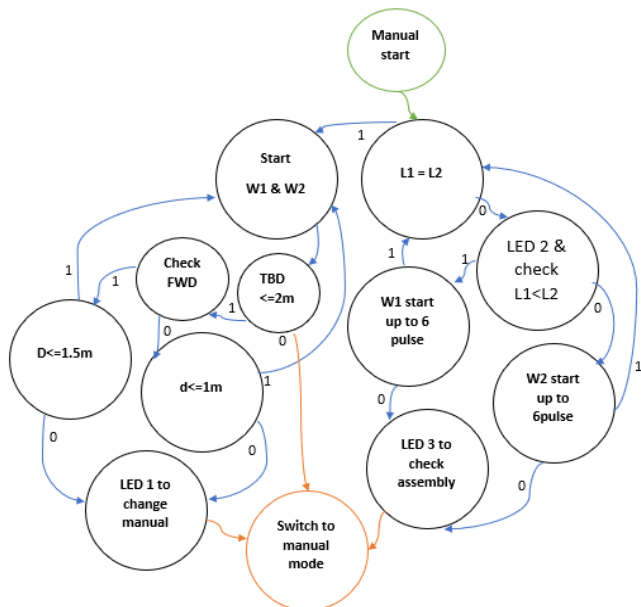 Manual
start
1
Start
W1 & W2
L1 = L2
0
LED 2 &
check
L1<L2
1
1
0
Check
FWD
TBD
<=2m
1
1
1
0
0
W1 start
up to 6
pulse
D<=1.5m
d<=1m
1
W2 start
up to
6pulse
1
0
0
0
LED 3 to
check
assembly
0
LED 1 to
change
manual
Switch to
manual
mode